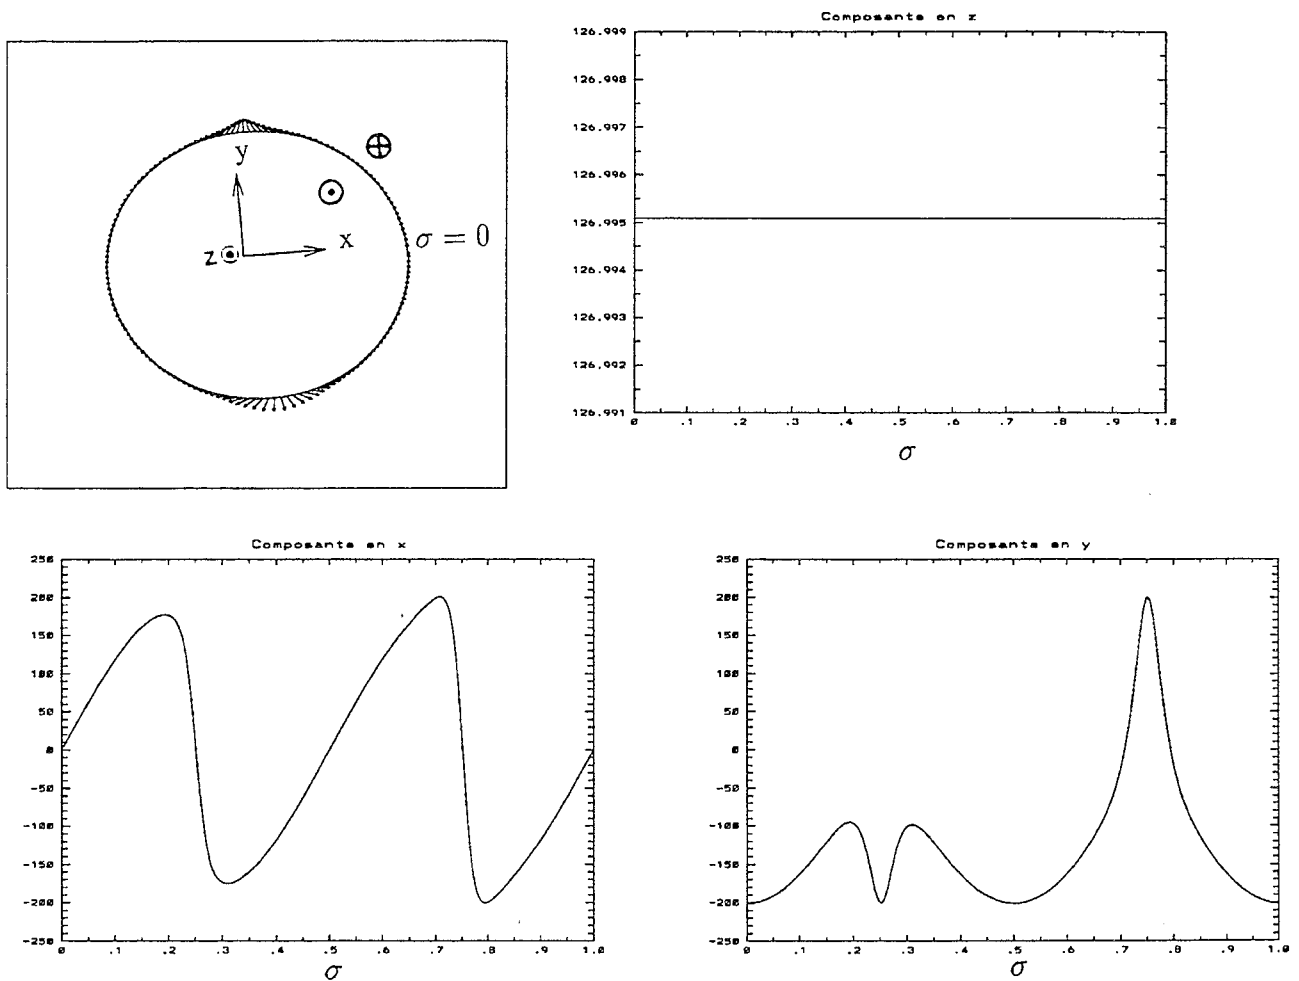 y
x
z
σ = 0
Composante en z
126.999
126.998
126.997
126.996
126.995
126.994
126.993
126.992
126.991
0 .1 .2 .3 .4 .5 .6 .7 .8 .9 1.0
σ
Composante en x
250
200
150
100
50
0
-50
-100
-150
-200
-250
0 .1 .2 .3 .4 .5 .6 .7 .8 .9 1.0
σ
Composante en y
250
200
150
100
50
0
-50
-100
-150
-200
-250
0 .1 .2 .3 .4 .5 .6 .7 .8 .9 1.0
σ